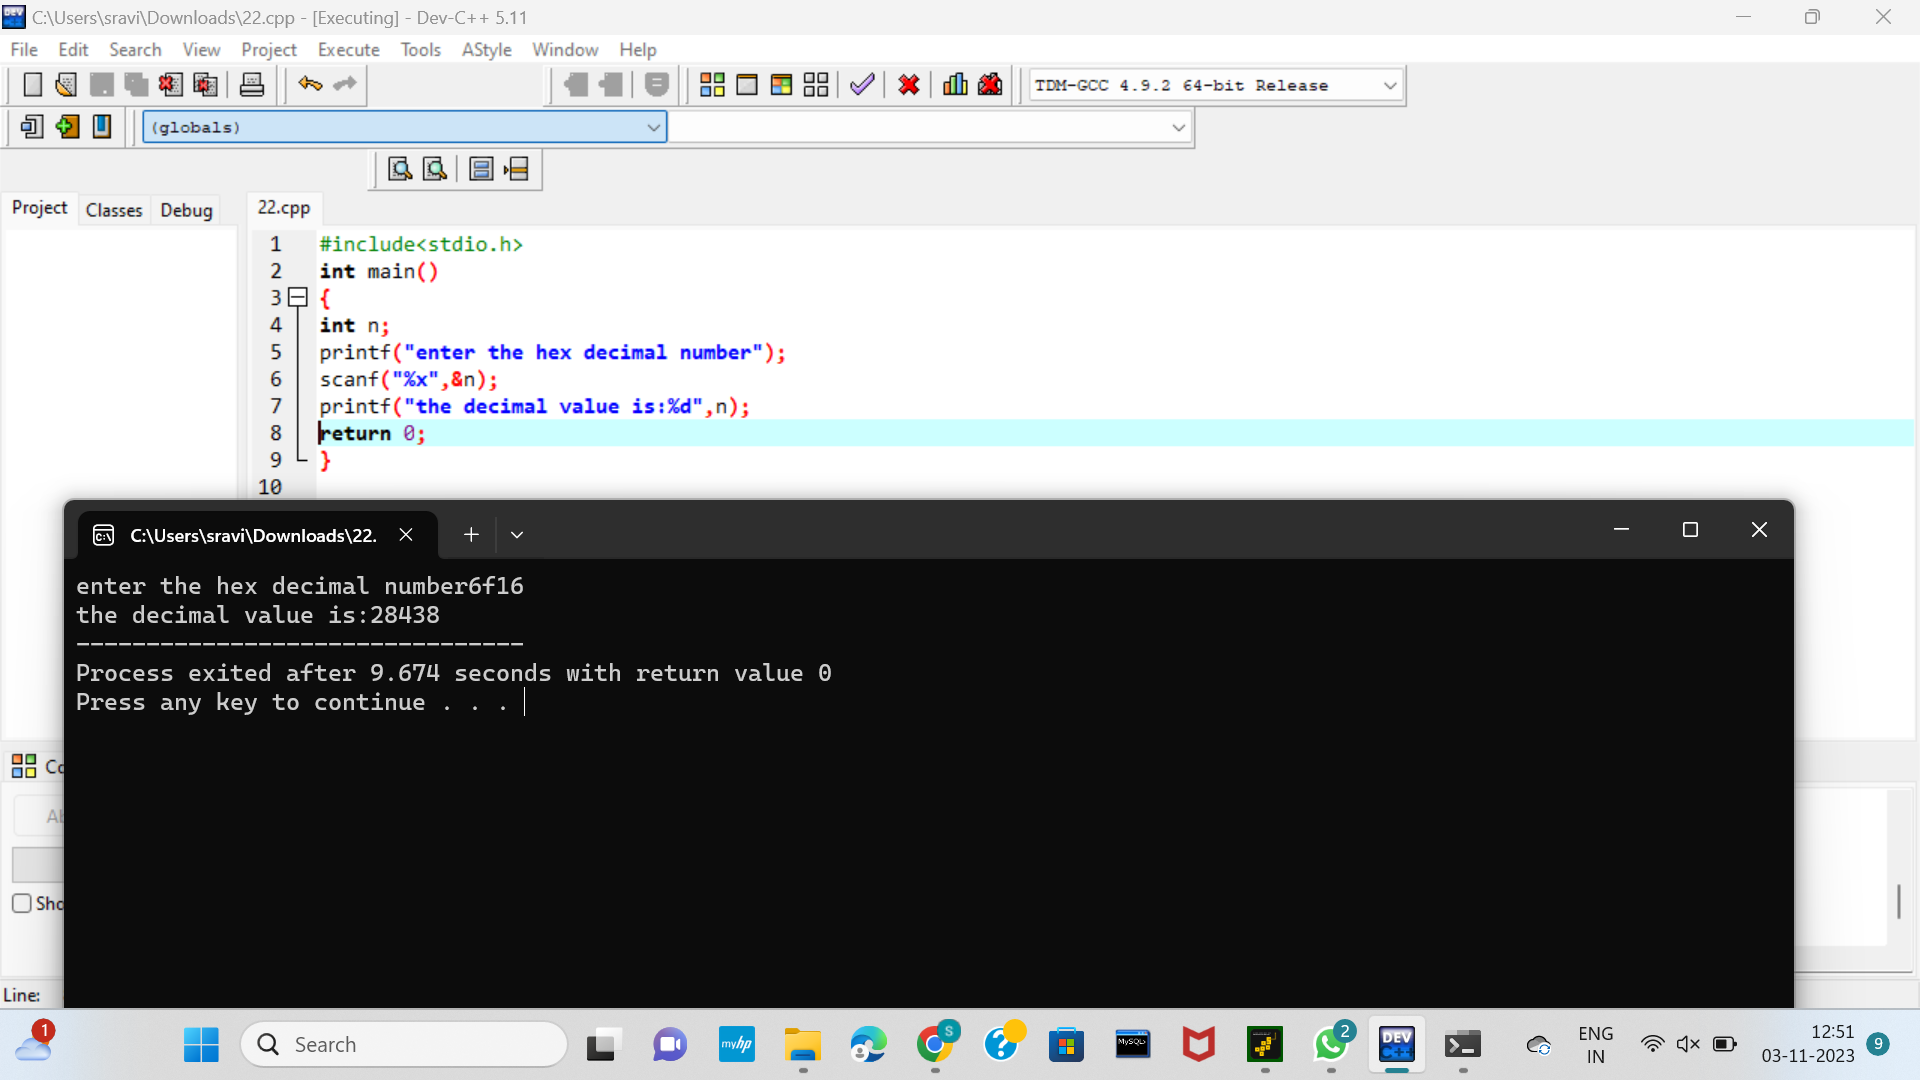 C:\Users\sravi\Downloads\22.cpp - [Executing] - Dev-C++ 5.11
File Edit Search View Project Execute Tools AStyle Window Help
TDM-GCC 4.9.2 64-bit Release
(globals)
Project Classes Debug 22.cpp
1 #include<stdio.h>
2 int main()
3 {
4 int n;
5 printf("enter the hex decimal number");
6 scanf("%x",&n);
7 printf("the decimal value is:%d",n);
8 return 0;
9 }
10
C:\Users\sravi\Downloads\22.
enter the hex decimal number6f16
the decimal value is:28438
--------------------------------
Process exited after 9.674 seconds with return value 0
Press any key to continue . . .
Line:
1
Search
myhp
S
MySQL
2
DEV C++
ENG
IN
12:51
03-11-2023
9